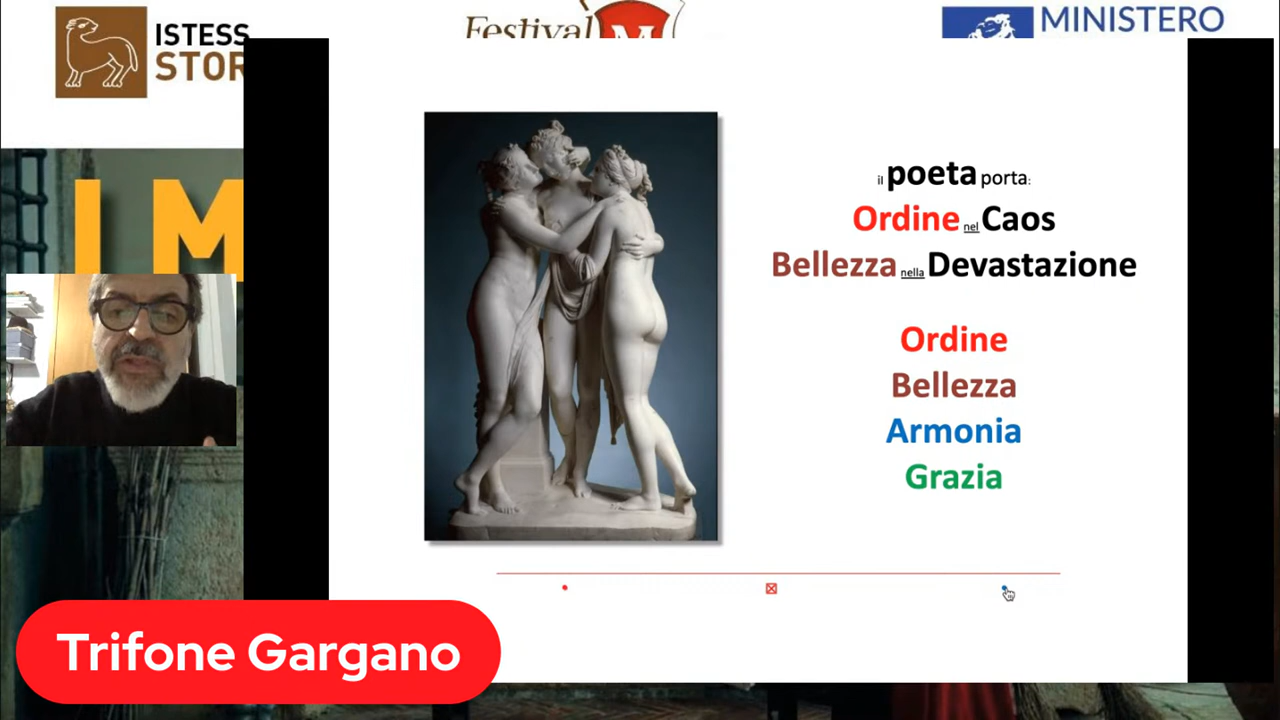 ISTESS
STOR
Festival
M
MINISTERO
I M
il poeta porta:
Ordine nel Caos
Bellezza nella Devastazione
Ordine
Bellezza
Armonia
Grazia
Trifone Gargano